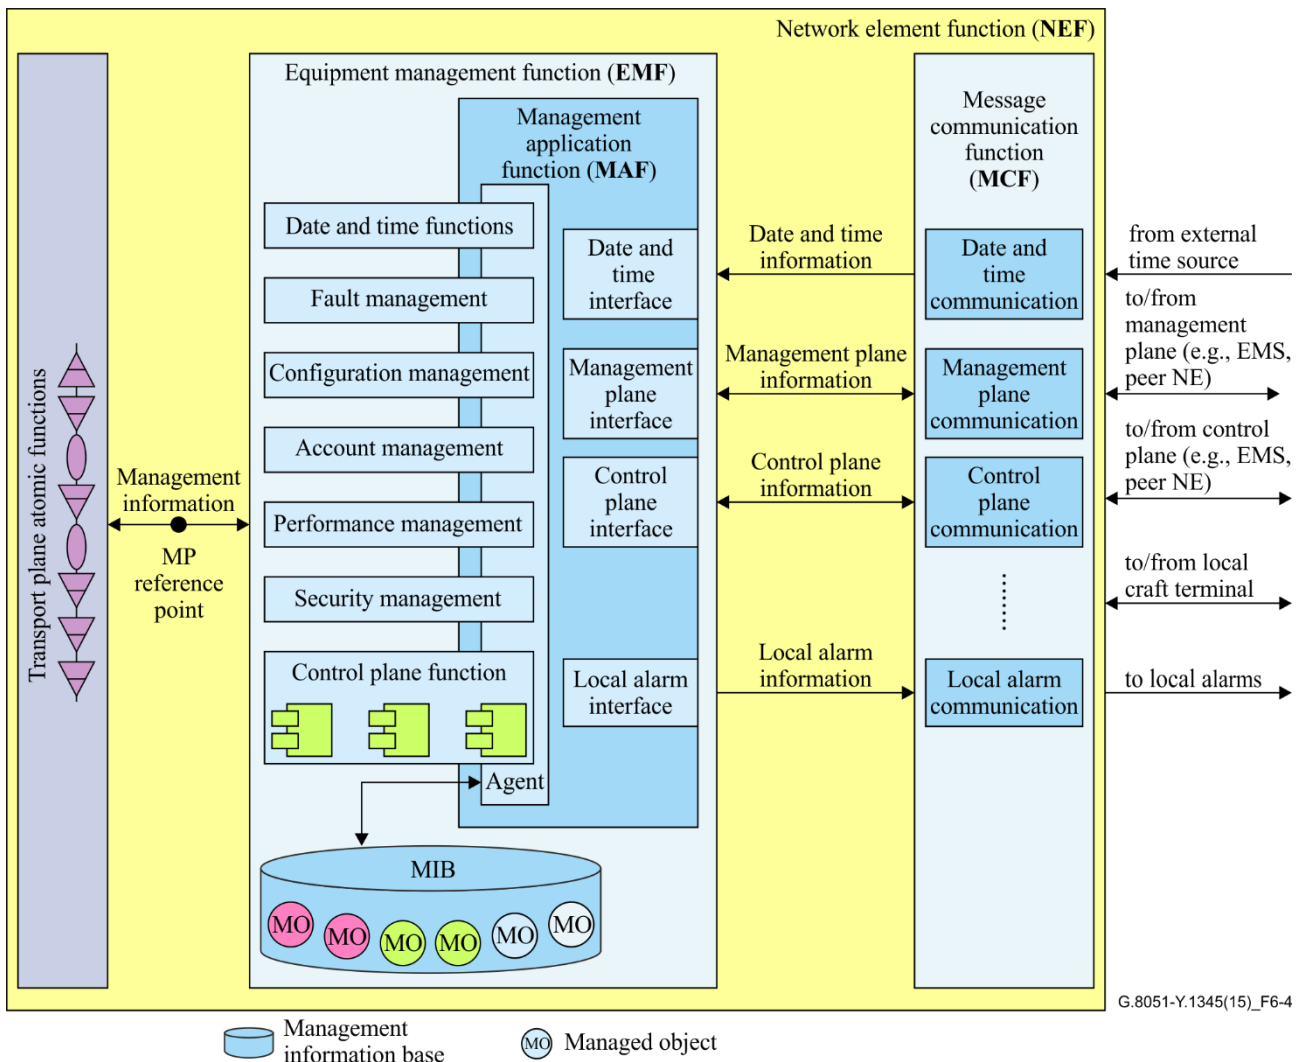 Network element function (NEF)
Equipment management function (EMF)
Management
application
function (MAF)
Message
communication
function
(MCF)
Transport plane atomic functions
Management
information
MP
reference
point
Date and time functions
Fault management
Configuration management
Account management
Performance management
Security management
Control plane function
Agent
Date and
time
interface
Management
plane
interface
Control
plane
interface
Local alarm
interface
Date and time
information
Management plane
information
Control plane
information
Local alarm
information
Date and
time
communication
Management
plane
communication
Control
plane
communication
Local alarm
communication
from external
time source
to/from
management
plane (e.g., EMS,
peer NE)
to/from control
plane (e.g., EMS,
peer NE)
to/from local
craft terminal
to local alarms
MIB
MO
MO
MO
MO
MO
MO
G.8051-Y.1345(15)_F6-4
Management
information base
MO
Managed object